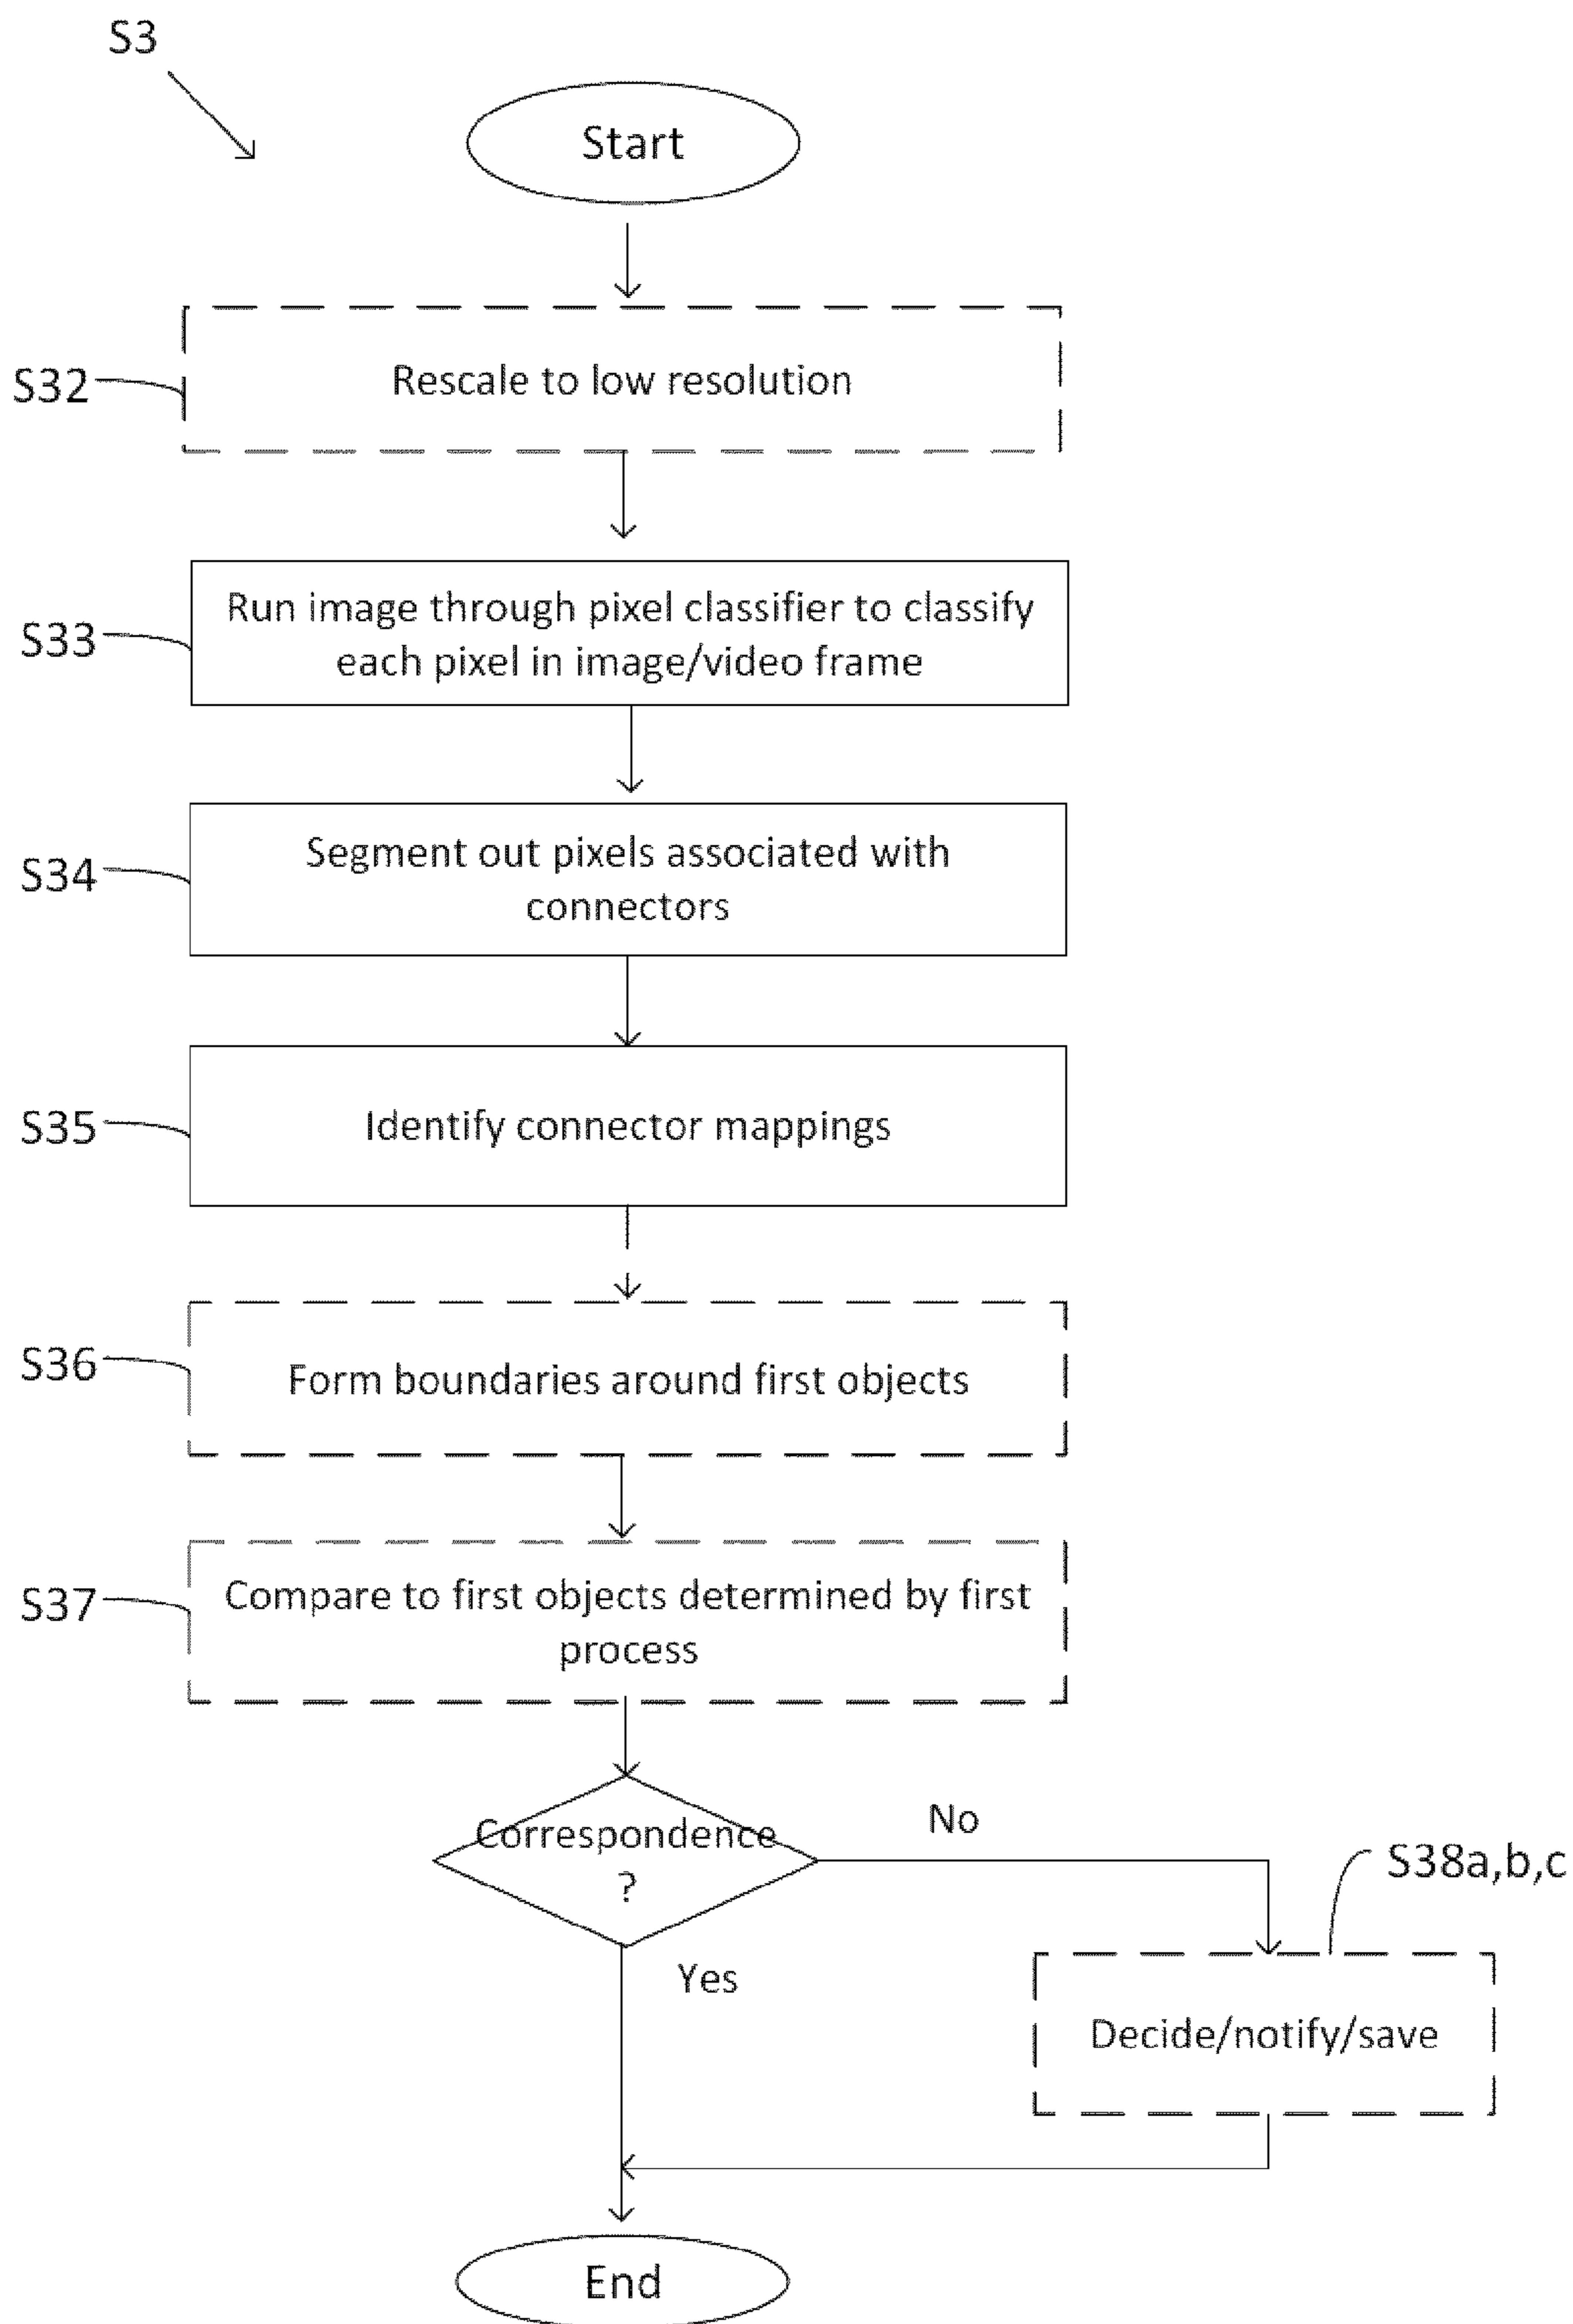 S3
Start
S32
Rescale to low resolution
S33
Run image through pixel classifier to classify
each pixel in image/video frame
S34
Segment out pixels associated with
connectors
S35
Identify connector mappings
S36
Form boundaries around first objects
S37
Compare to first objects determined by first
process
Correspondence
?
No
S38a,b,c
Yes
Decide/notify/save
End